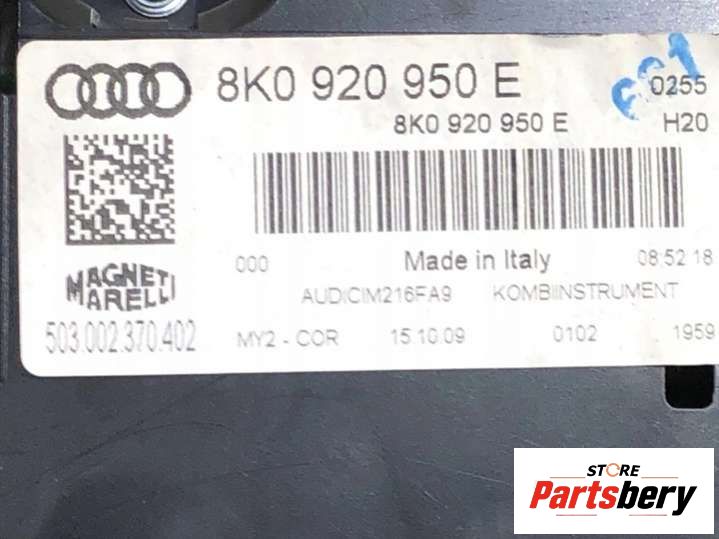 8K0 920 950 E 0255
8K0 920 950 E H20
000 Made in Italy 08:52 18
MAGNETI
MARELLI
AUDICIM216FA9 KOMBIINSTRUMENT
503.002.370.402 MY2 - COR 15.10.09 0102 1959
STORE
Partsbery